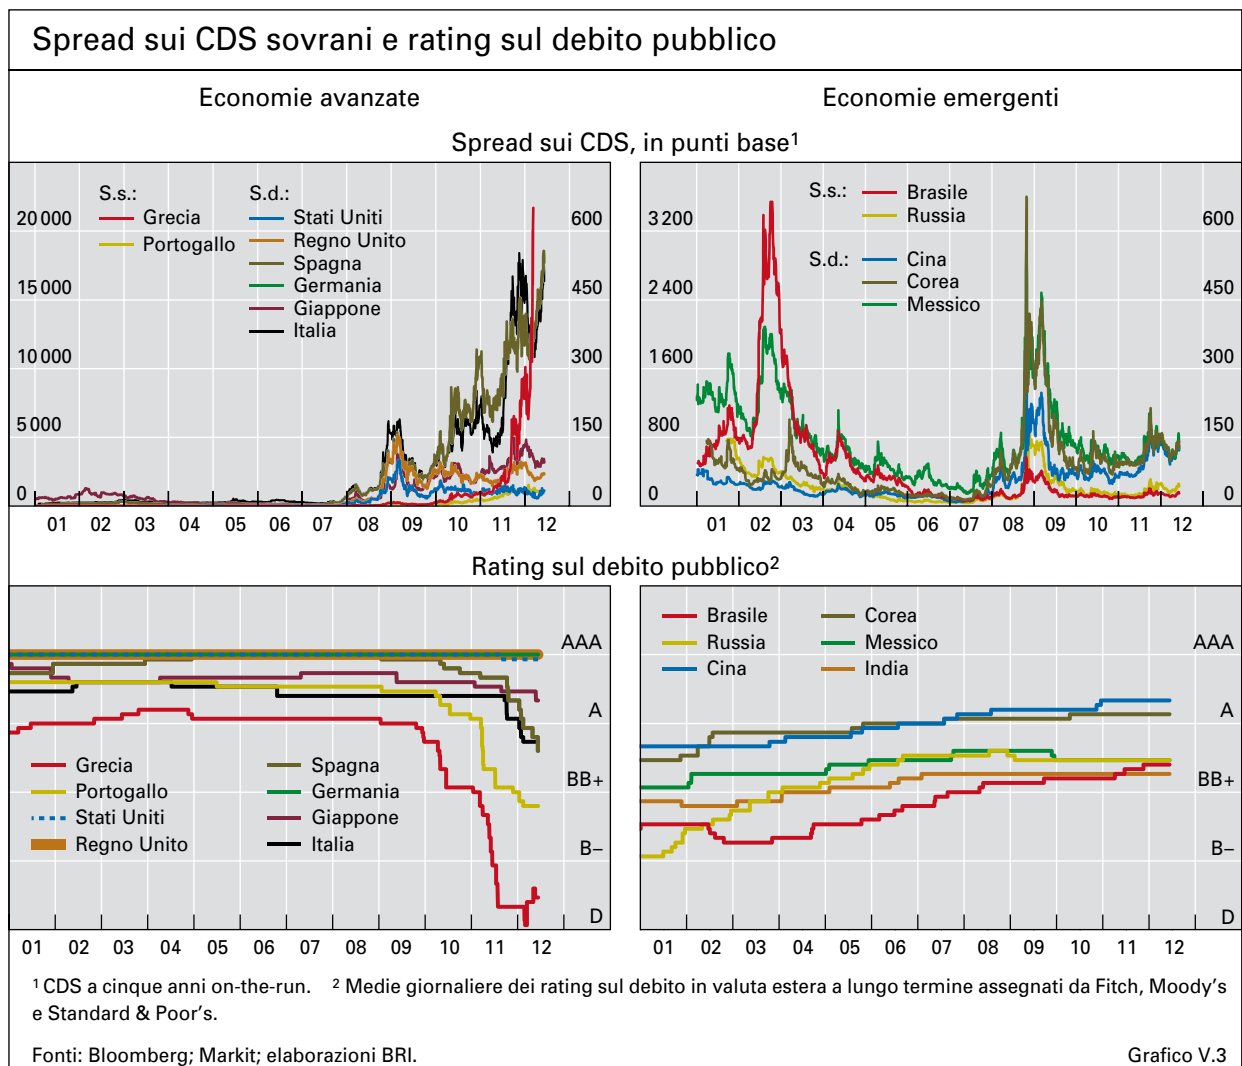 Spread sui CDS sovrani e rating sul debito pubblico
Economie avanzate
Economie emergenti
Spread sui CDS, in punti base¹
S.s.:
Grecia
Portogallo
S.d.:
Stati Uniti
Regno Unito
Spagna
Germania
Giappone
Italia
20 000
15 000
10 000
5 000
0
600
450
300
150
0
01 02 03 04 05 06 07 08 09 10 11 12
S.s.:
Brasile
Russia
S.d.:
Cina
Corea
Messico
3 200
2 400
1 600
800
0
600
450
300
150
0
01 02 03 04 05 06 07 08 09 10 11 12
Rating sul debito pubblico²
Grecia
Portogallo
Stati Uniti
Regno Unito
Spagna
Germania
Giappone
Italia
AAA
A
BB+
B–
D
01 02 03 04 05 06 07 08 09 10 11 12
Brasile
Russia
Cina
Corea
Messico
India
AAA
A
BB+
B–
D
01 02 03 04 05 06 07 08 09 10 11 12
¹ CDS a cinque anni on-the-run. ² Medie giornaliere dei rating sul debito in valuta estera a lungo termine assegnati da Fitch, Moody’s
e Standard & Poor’s.
Fonti: Bloomberg; Markit; elaborazioni BRI.
Grafico V.3